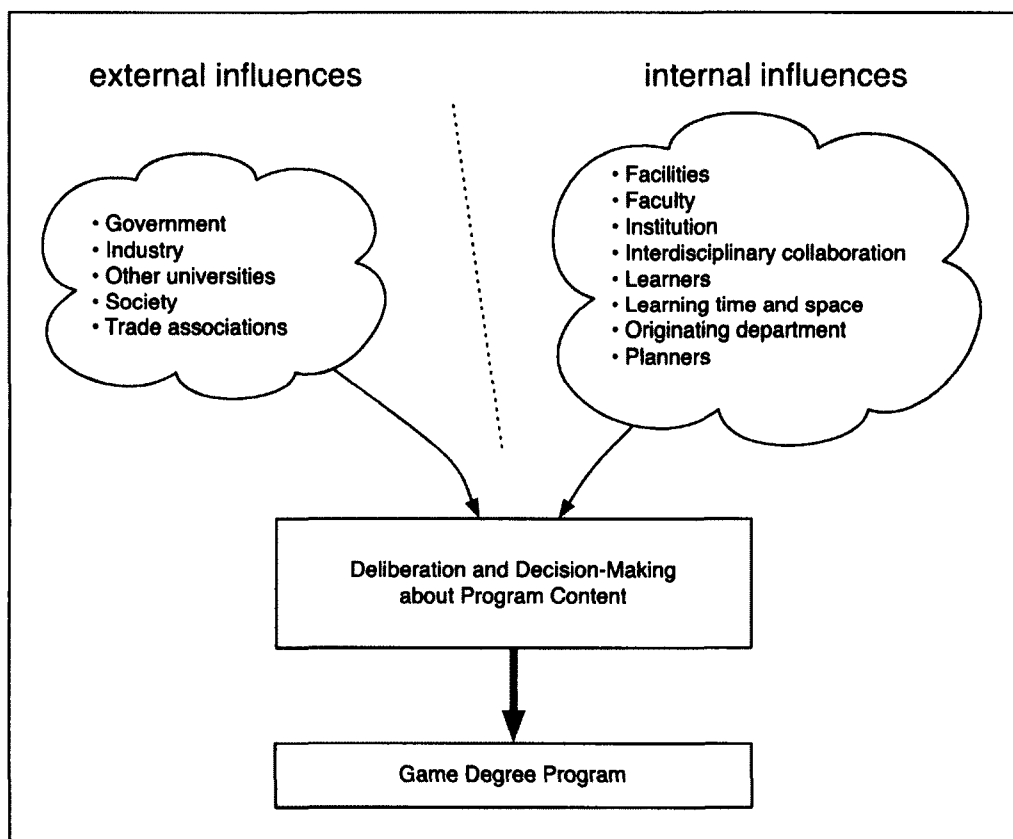 external influences
internal influences
• Government
• Industry
• Other universities
• Society
• Trade associations
• Facilities
• Faculty
• Institution
• Interdisciplinary collaboration
• Learners
• Learning time and space
• Originating department
• Planners
Deliberation and Decision-Making
about Program Content
Game Degree Program